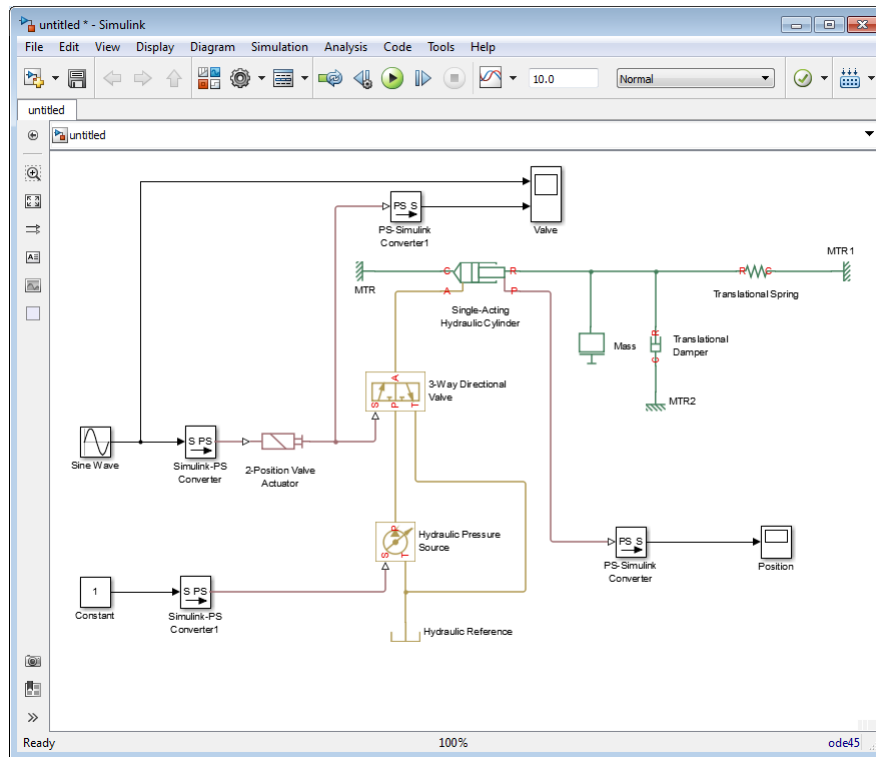 untitled * - Simulink
File Edit View Display Diagram Simulation Analysis Code Tools Help
10.0 Normal
untitled
untitled
PS S
PS-Simulink
Converter1
Valve
MTR
C
R
A
P
Single-Acting
Hydraulic Cylinder
R C
MTR1
Translational Spring
Mass
R
C
Translational
Damper
MTR2
A
S P T
3-Way Directional
Valve
Sine Wave
S PS
Simulink-PS
Converter
2-Position Valve
Actuator
P
S T
Hydraulic Pressure
Source
PS S
PS-Simulink
Converter
Position
1
Constant
S PS
Simulink-PS
Converter1
Hydraulic Reference
Ready 100% ode45